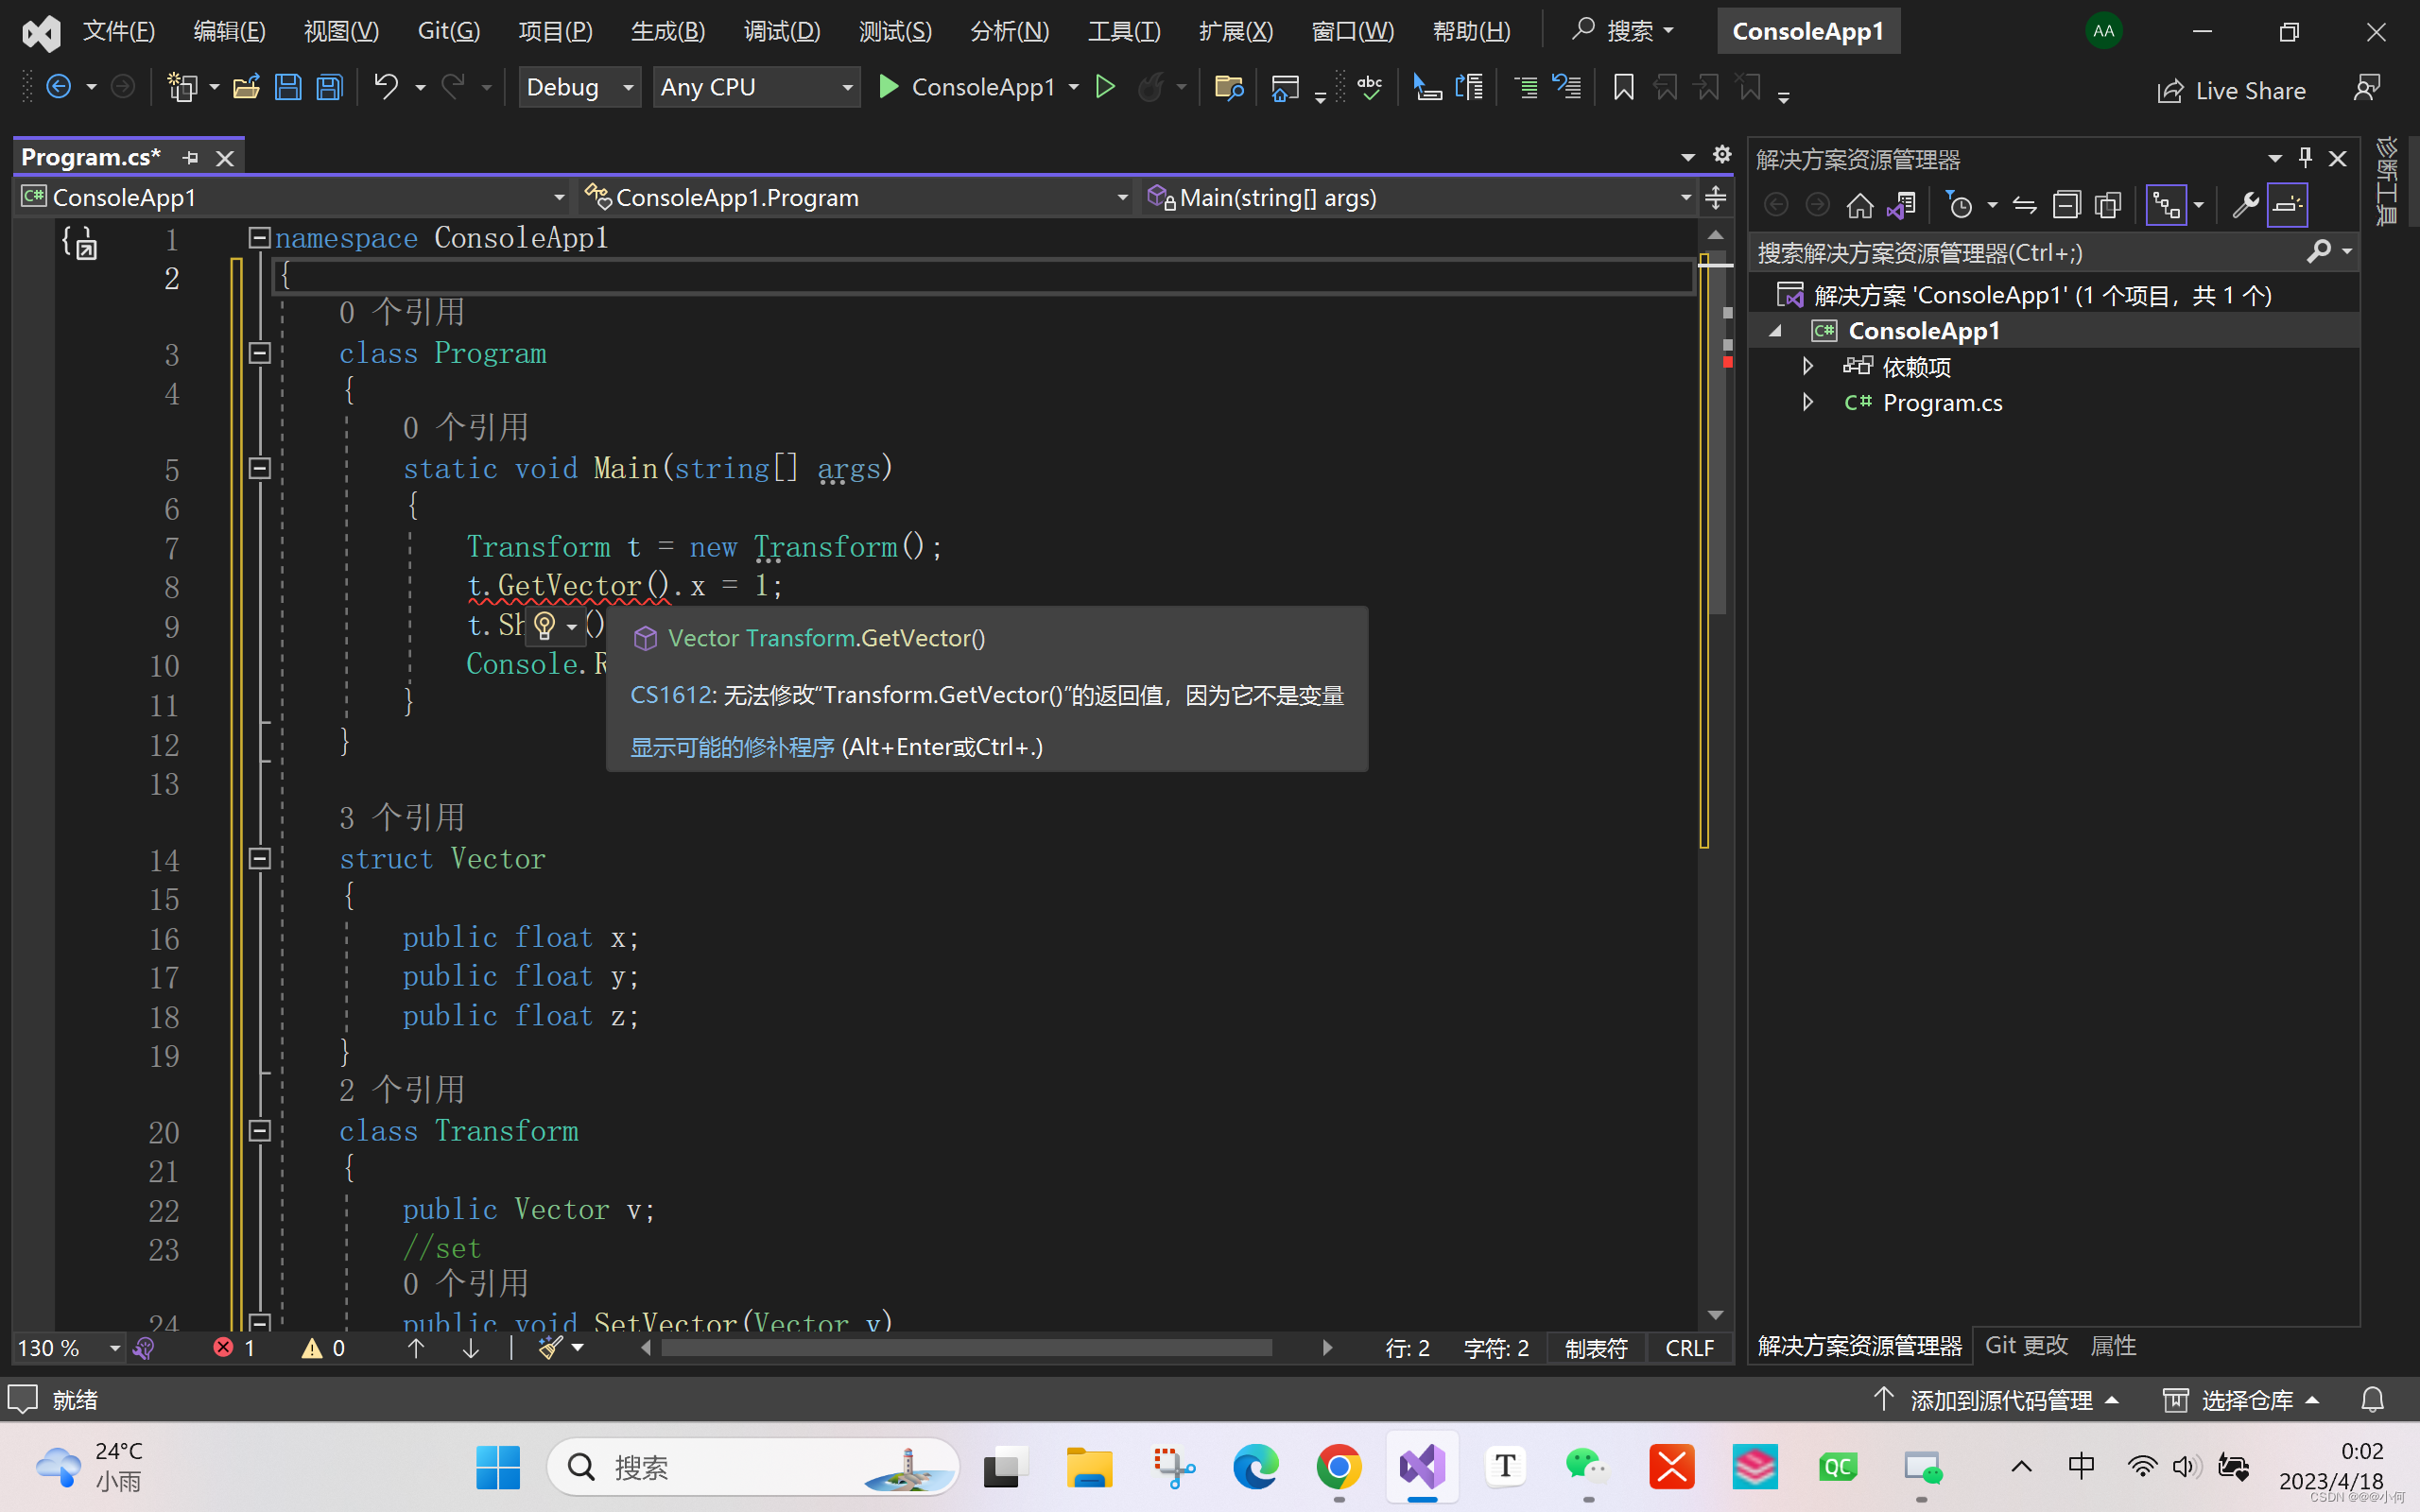 文件(F) 编辑(E) 视图(V) Git(G) 项目(P) 生成(B) 调试(D) 测试(S) 分析(N) 工具(T) 扩展(X) 窗口(W) 帮助(H) 搜索 ConsoleApp1 AA
Debug Any CPU ConsoleApp1 abc Live Share
Program.cs*
C# ConsoleApp1 ConsoleApp1.Program Main(string[] args)
1 namespace ConsoleApp1
2 {
0 个引用
3 class Program
4 {
0 个引用
5 static void Main(string[] args)
6 {
7 Transform t = new Transform();
8 t.GetVector().x = 1;
9 t.Sh ()
10 Console.R
11 }
12 }
13
Vector Transform.GetVector()
CS1612: 无法修改“Transform.GetVector()”的返回值，因为它不是变量
显示可能的修补程序 (Alt+Enter或Ctrl+.)
3 个引用
14 struct Vector
15 {
16 public float x;
17 public float y;
18 public float z;
19 }
2 个引用
20 class Transform
21 {
22 public Vector v;
23 //set
0 个引用
24 public void SetVector(Vector v)
130 % 1 0 行: 2 字符: 2 制表符 CRLF
解决方案资源管理器
搜索解决方案资源管理器(Ctrl+;)
解决方案 'ConsoleApp1' (1 个项目，共 1 个)
C# ConsoleApp1
依赖项
C# Program.cs
解决方案资源管理器 Git 更改 属性
诊断工具
就绪 添加到源代码管理 选择仓库
24°C
小雨
搜索
T
QC
中
0:02
2023/4/18
CSDN @@@小何